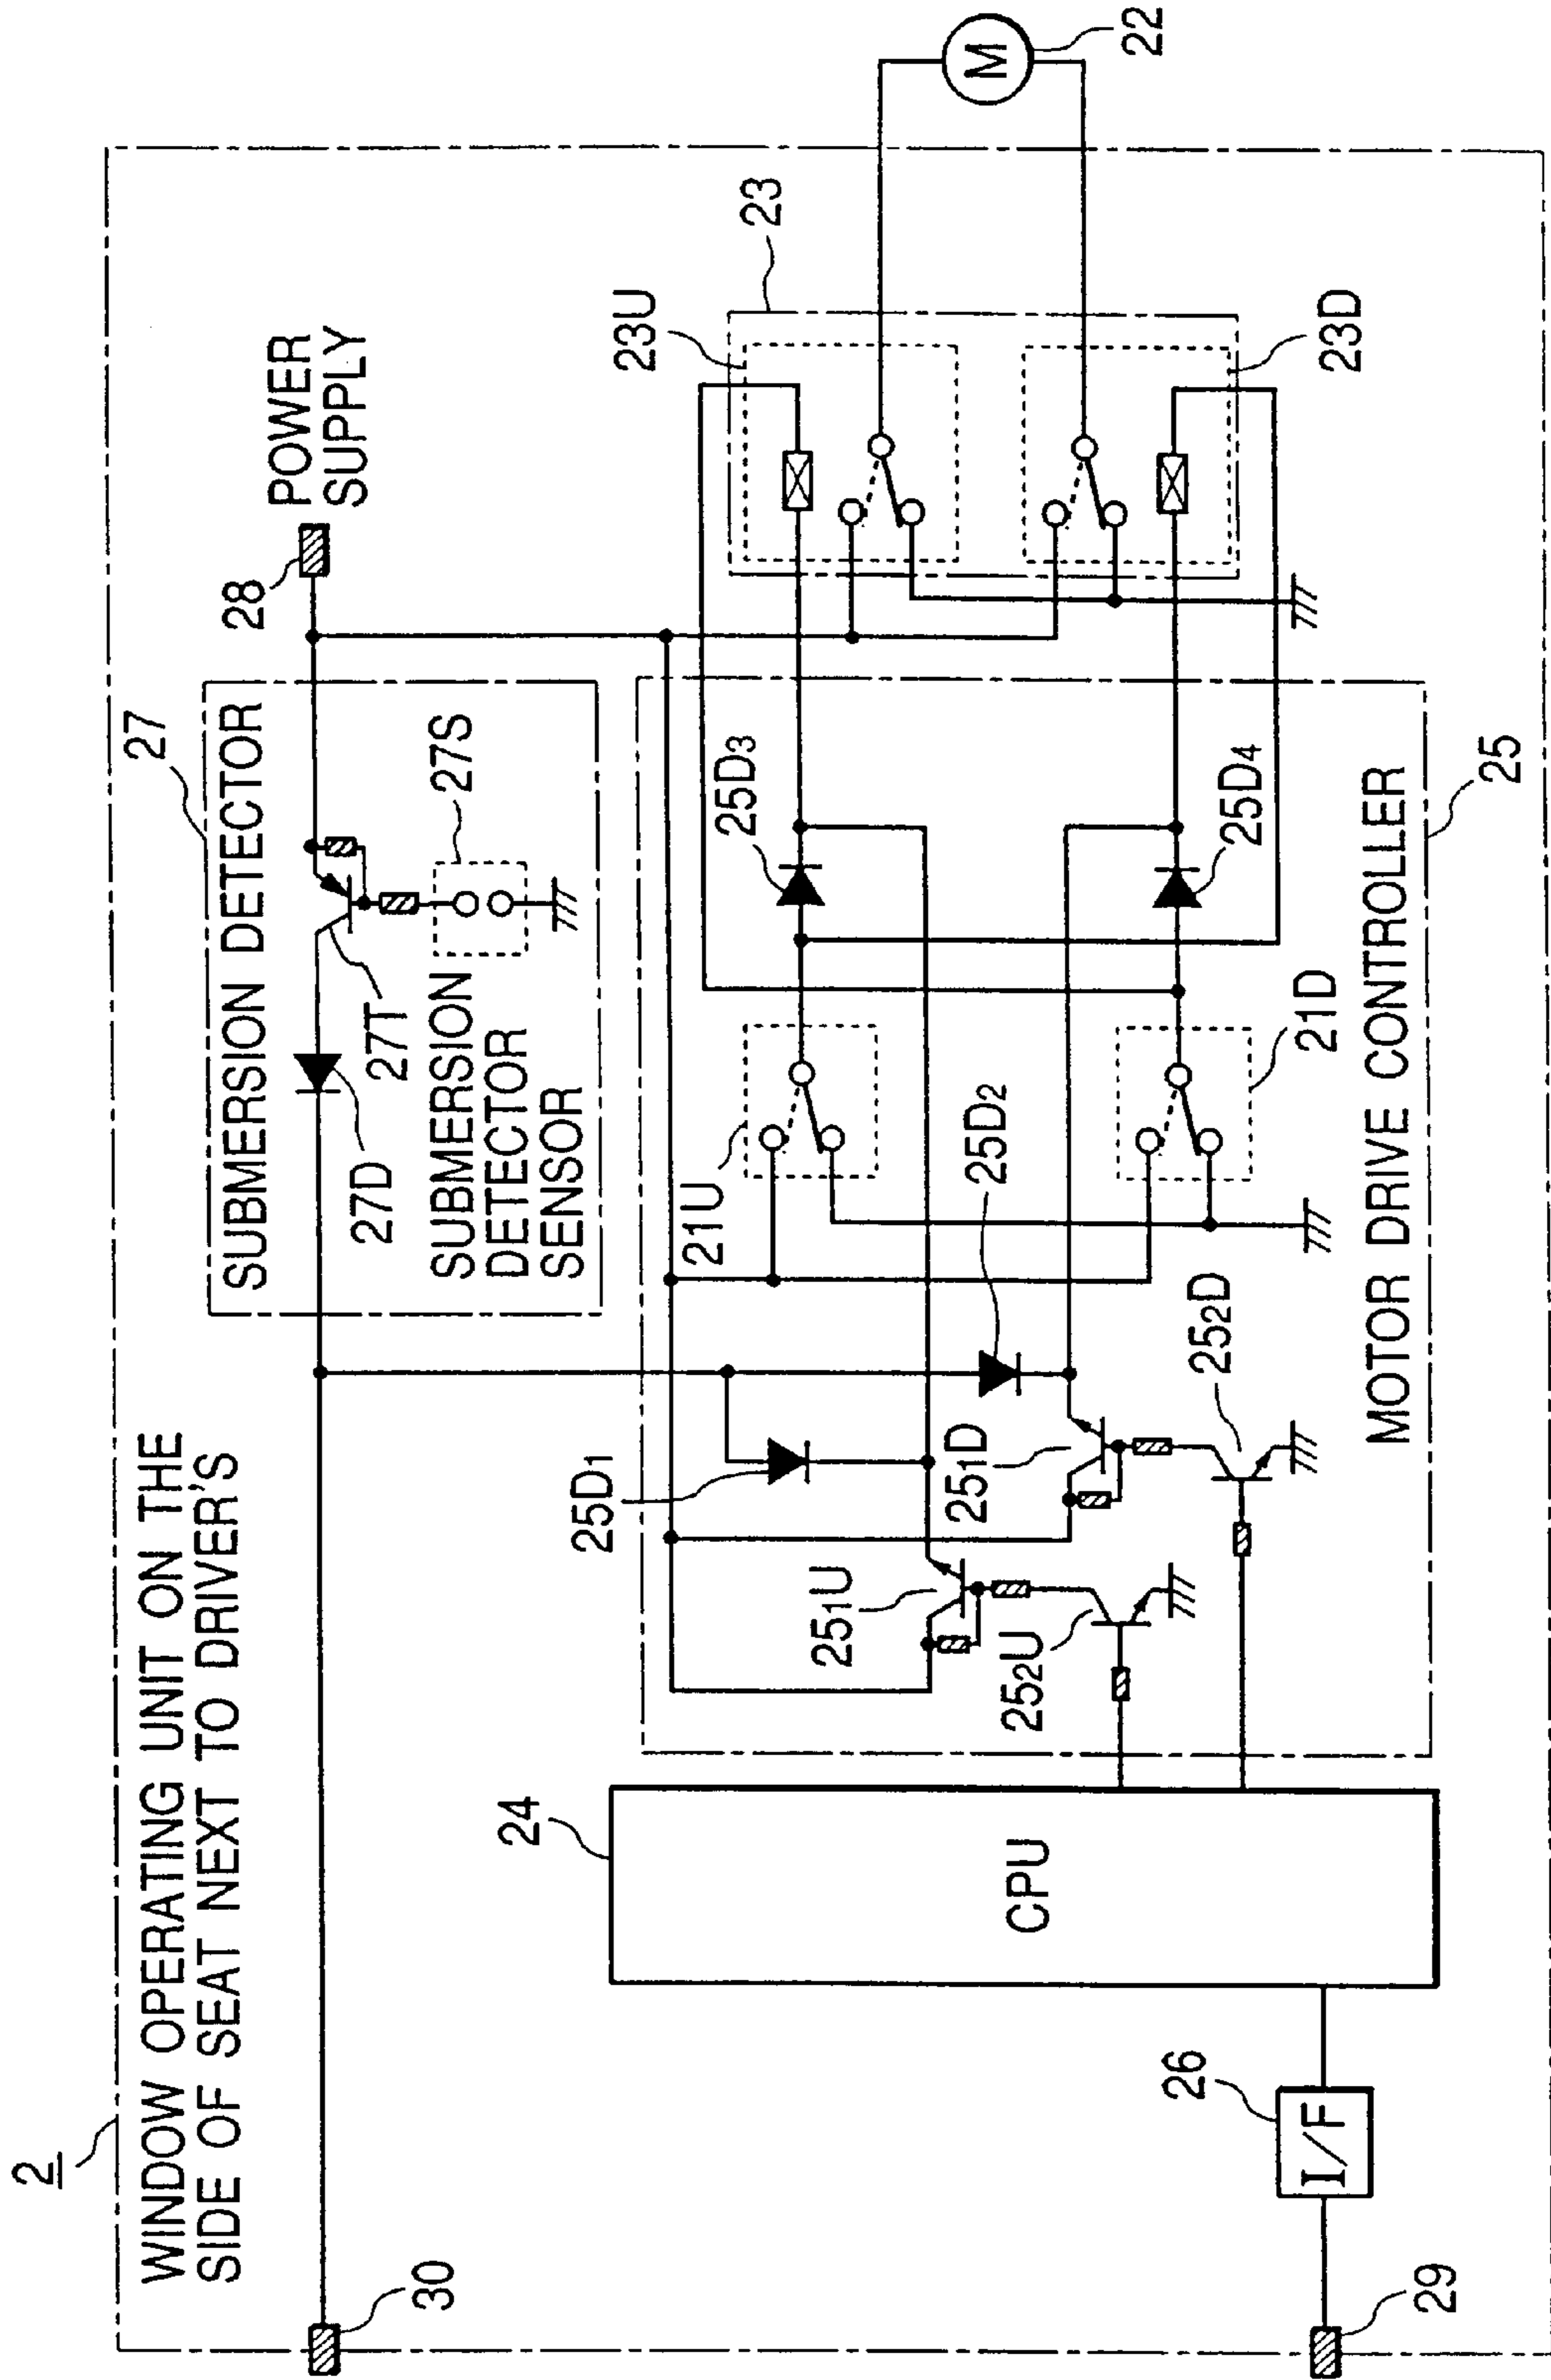 2
WINDOW OPERATING UNIT ON THE
SIDE OF SEAT NEXT TO DRIVER'S
30
27
SUBMERSION DETECTOR
27D
27T
27S
SUBMERSION
DETECTOR
SENSOR
28
POWER
SUPPLY
24
CPU
26
I/F
29
25D1
251U
252U
251D
252D
25D2
21U
21D
25D3
25D4
MOTOR DRIVE CONTROLLER
25
23U
23
23D
M
22